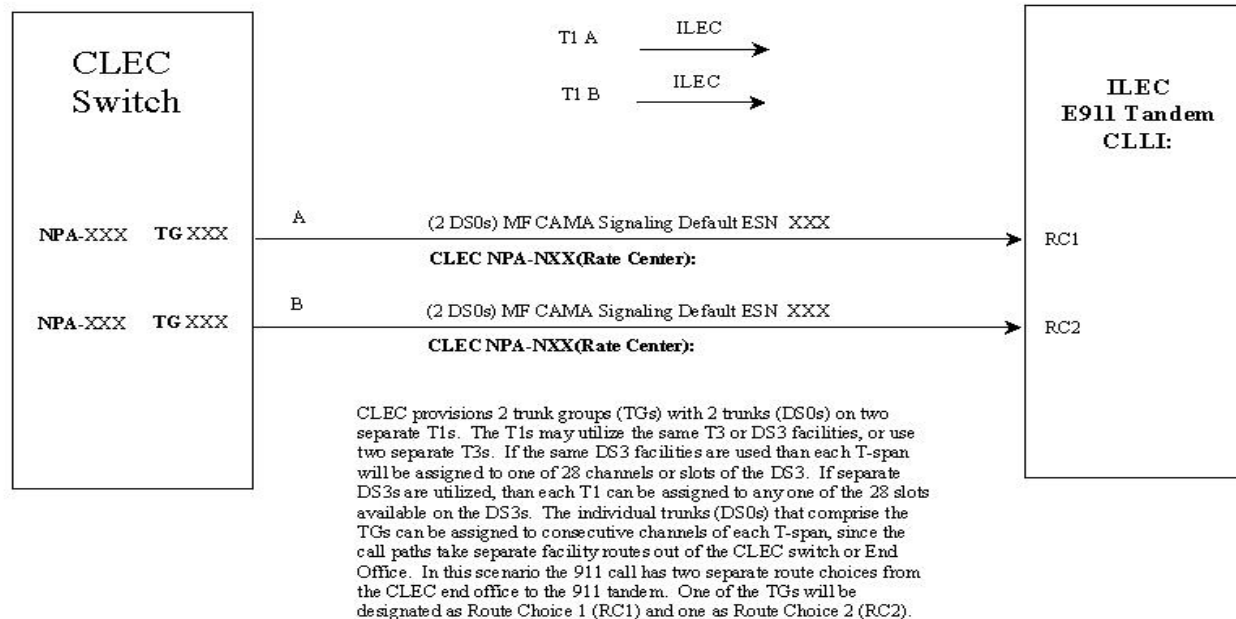 CLEC
Switch
T1 A
ILEC
T1 B
ILEC
ILEC
E911 Tandem
CLLI:
A
(2 DS0s) MF CAMA Signaling Default ESN XXX
NPA-XXX TG XXX
RC1
CLEC NPA-NXX(Rate Center):
B
(2 DS0s) MF CAMA Signaling Default ESN XXX
NPA-XXX TG XXX
RC2
CLEC NPA-NXX(Rate Center):
CLEC provisions 2 trunk groups (TGs) with 2 trunks (DS0s) on two
separate T1s. The T1s may utilize the same T3 or DS3 facilities, or use
two separate T3s. If the same DS3 facilities are used than each T-span
will be assigned to one of 28 channels or slots of the DS3. If separate
DS3s are utilized, than each T1 can be assigned to any one of the 28 slots
available on the DS3s. The individual trunks (DS0s) that comprise the
TGs can be assigned to consecutive channels of each T-span, since the
call paths take separate facility routes out of the CLEC switch or End
Office. In this scenario the 911 call has two separate route choices from
the CLEC end office to the 911 tandem. One of the TGs will be
designated as Route Choice 1 (RC1) and one as Route Choice 2 (RC2).